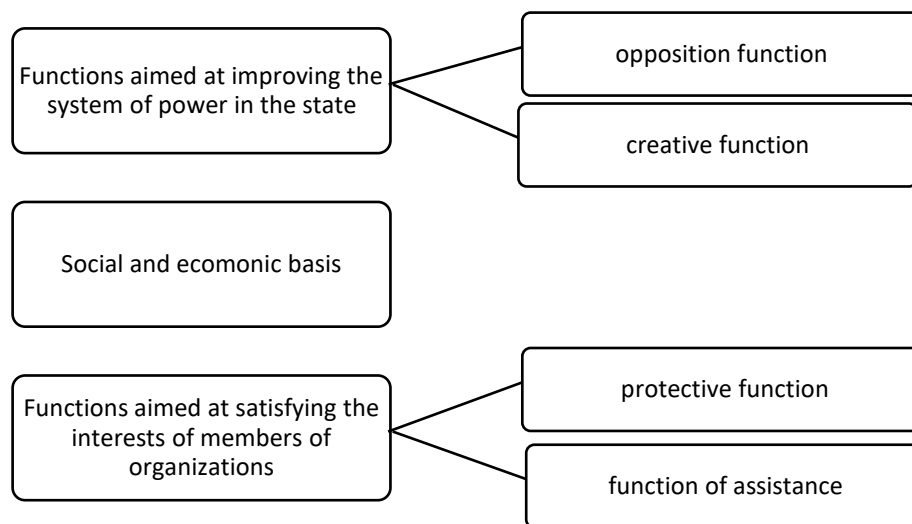 Functions aimed at improving the
system of power in the state
opposition function
creative function
Social and ecomonic basis
Functions aimed at satisfying the
interests of members of
organizations
protective function
function of assistance